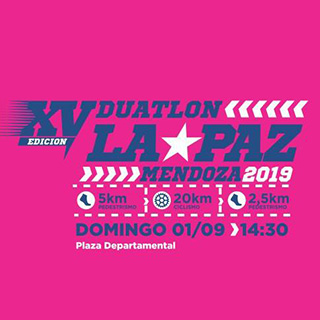 XV EDICION
DUATLON
LA PAZ
MENDOZA 2019
5km PEDESTRISMO
20km CICLISMO
2,5km PEDESTRISMO
DOMINGO 01/09 14:30
Plaza Departamental